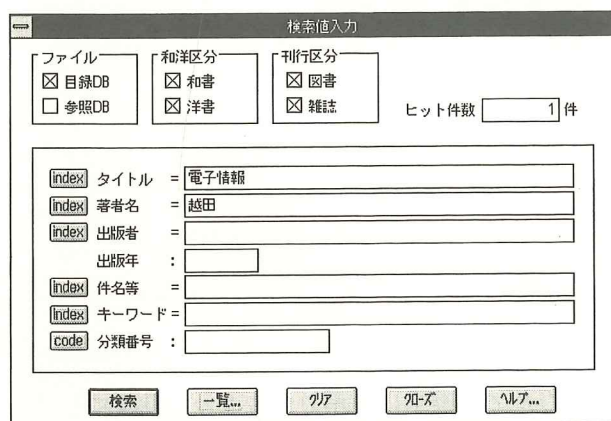 検索値入力
ファイル 和洋区分 刊行区分
目録DB 和書 図書
参照DB 洋書 雑誌
ヒット件数 1 件
index タイトル = 電子情報
index 著者名 = 越田
index 出版者 =
出版年 :
index 件名等 =
index キーワード =
code 分類番号 :
検索 一覧... クリア クローズ ヘルプ...